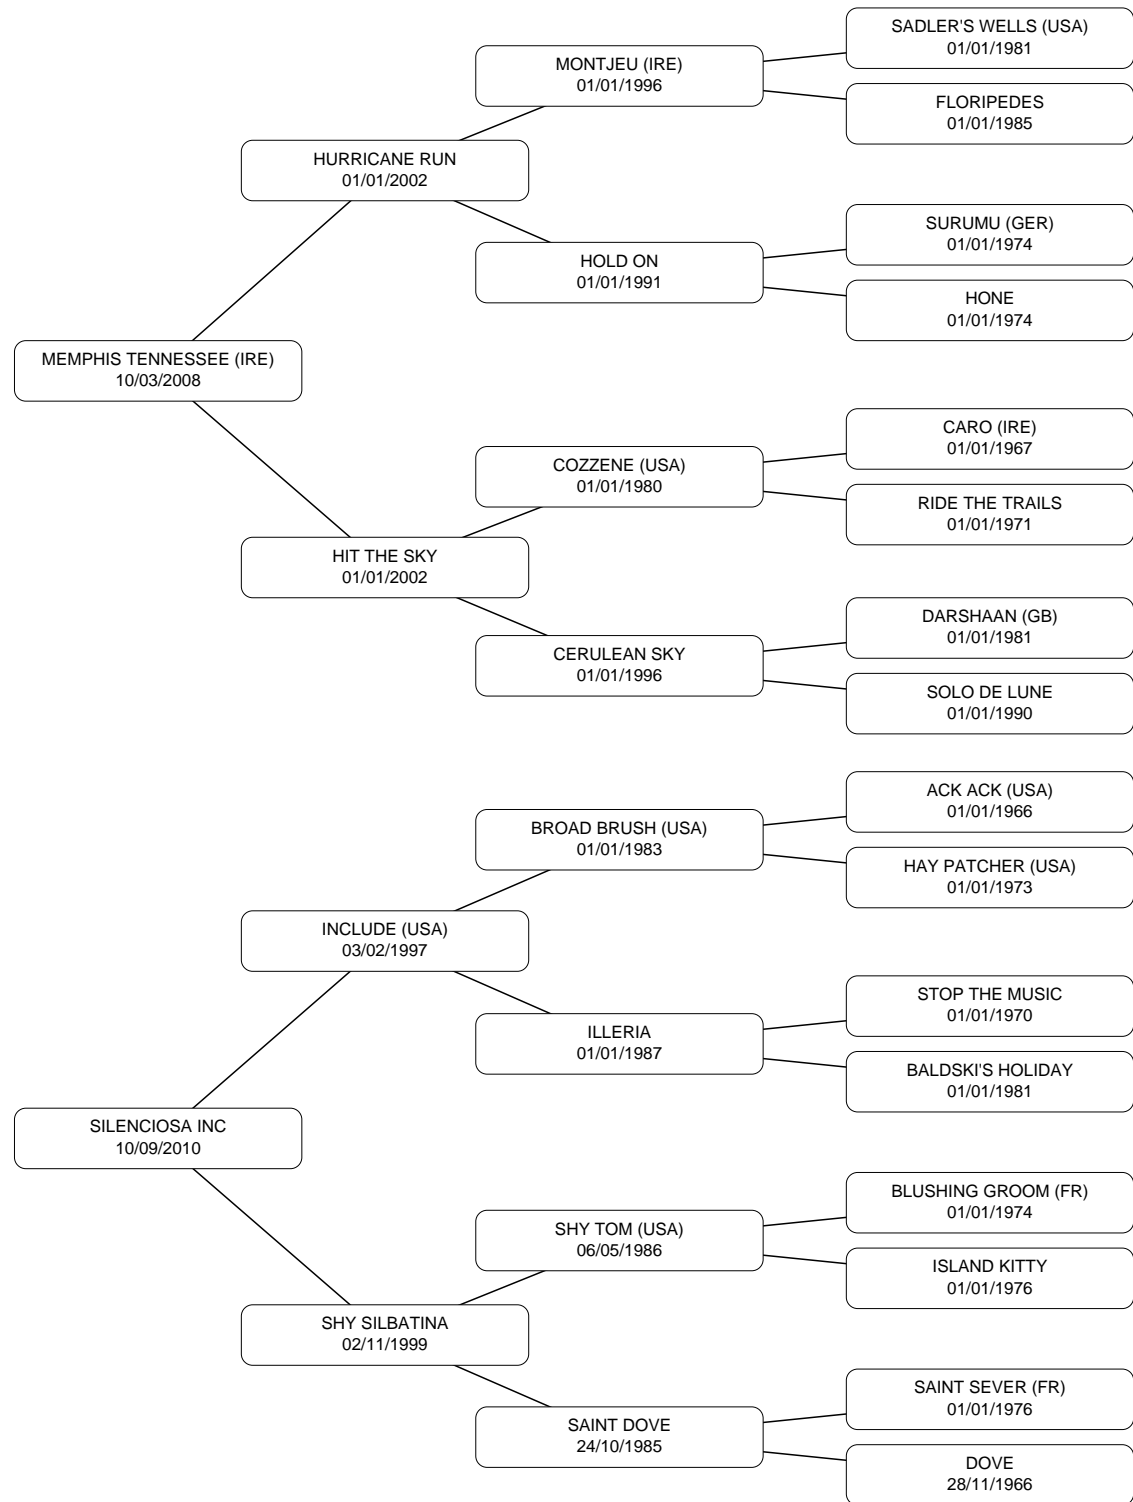 SADLER'S WELLS (USA)
01/01/1981
MONTJEU (IRE)
01/01/1996
FLORIPEDES
01/01/1985
HURRICANE RUN
01/01/2002
SURUMU (GER)
01/01/1974
HOLD ON
01/01/1991
HONE
01/01/1974
MEMPHIS TENNESSEE (IRE)
10/03/2008
CARO (IRE)
01/01/1967
COZZENE (USA)
01/01/1980
RIDE THE TRAILS
01/01/1971
HIT THE SKY
01/01/2002
DARSHAAN (GB)
01/01/1981
CERULEAN SKY
01/01/1996
SOLO DE LUNE
01/01/1990
ACK ACK (USA)
01/01/1966
BROAD BRUSH (USA)
01/01/1983
HAY PATCHER (USA)
01/01/1973
INCLUDE (USA)
03/02/1997
STOP THE MUSIC
01/01/1970
ILLERIA
01/01/1987
BALDSKI'S HOLIDAY
01/01/1981
SILENCIOSA INC
10/09/2010
BLUSHING GROOM (FR)
01/01/1974
SHY TOM (USA)
06/05/1986
ISLAND KITTY
01/01/1976
SHY SILBATINA
02/11/1999
SAINT SEVER (FR)
01/01/1976
SAINT DOVE
24/10/1985
DOVE
28/11/1966